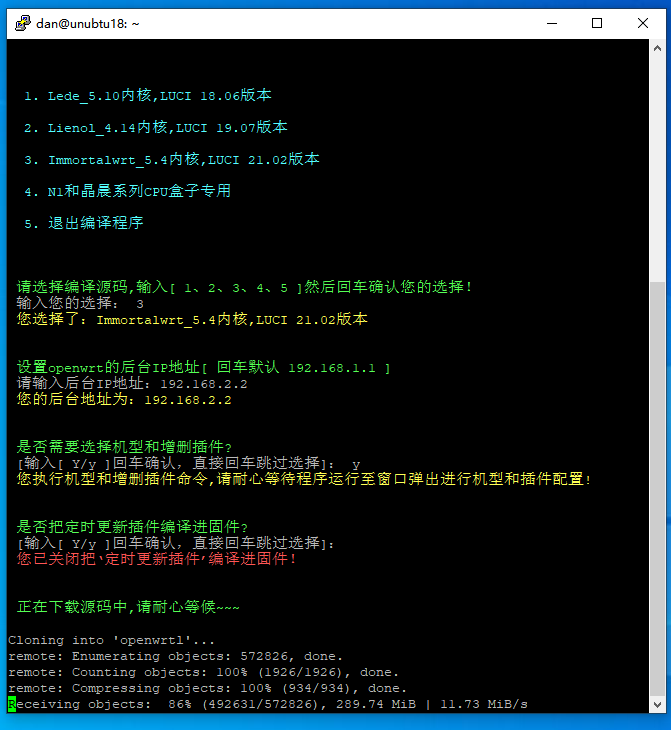 dan@unubtu18: ~
1. Lede_5.10内核,LUCI 18.06版本
2. Lienol_4.14内核,LUCI 19.07版本
3. Immortalwrt_5.4内核,LUCI 21.02版本
4. N1和晶晨系列CPU盒子专用
5. 退出编译程序
请选择编译源码,输入[ 1、2、3、4、5 ]然后回车确认您的选择！
输入您的选择： 3
您选择了：Immortalwrt_5.4内核,LUCI 21.02版本
设置openwrt的后台IP地址[ 回车默认 192.168.1.1 ]
请输入后台IP地址：192.168.2.2
您的后台地址为：192.168.2.2
是否需要选择机型和增删插件?
[输入[ Y/y ]回车确认，直接回车跳过选择]： y
您执行机型和增删插件命令,请耐心等待程序运行至窗口弹出进行机型和插件配置!
是否把定时更新插件编译进固件?
[输入[ Y/y ]回车确认，直接回车跳过选择]：
您已关闭把‘定时更新插件’编译进固件！
正在下载源码中,请耐心等候~~~
Cloning into 'openwrtl'...
remote: Enumerating objects: 572826, done.
remote: Counting objects: 100% (1926/1926), done.
remote: Compressing objects: 100% (934/934), done.
Receiving objects:  86% (492631/572826), 289.74 MiB | 11.73 MiB/s